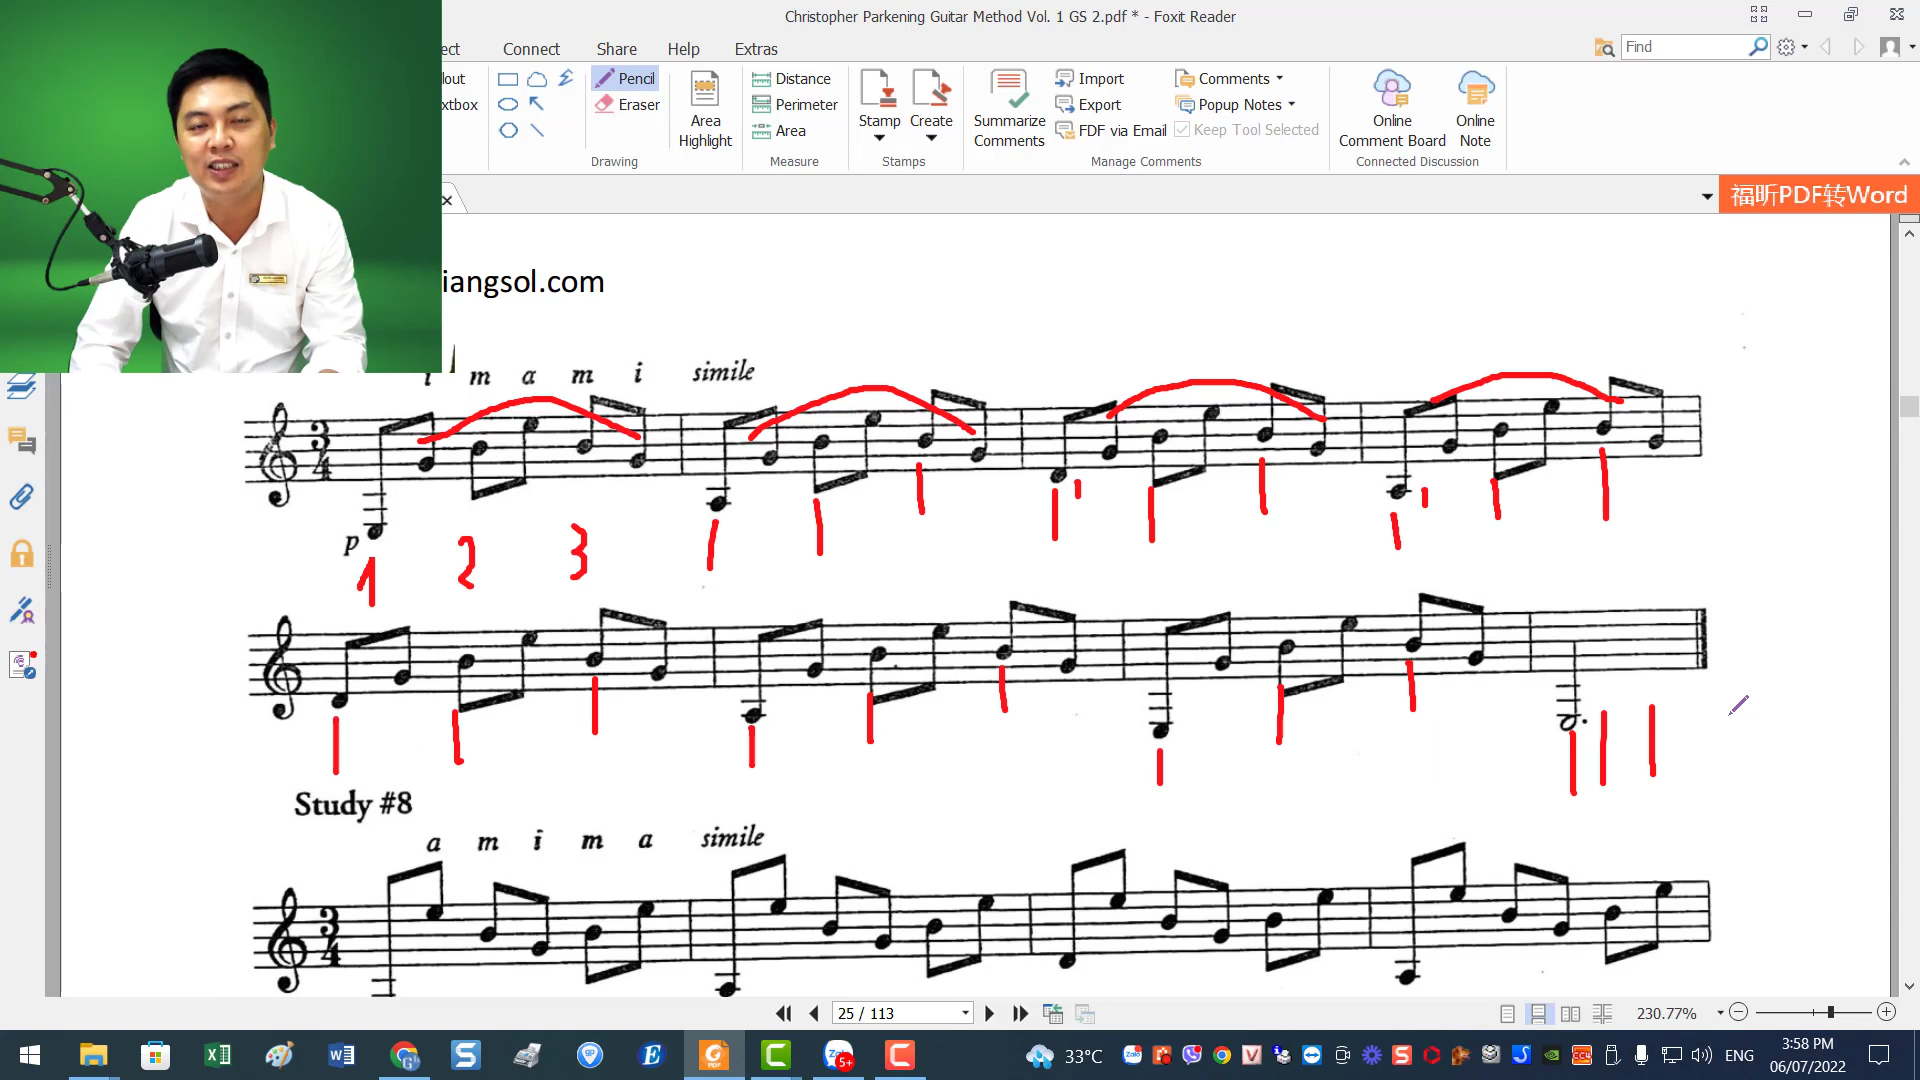 Christopher Parkening Guitar Method Vol. 1 GS 2.pdf * - Foxit Reader
ect Connect Share Help Extras
Find
lout
xtbox
Pencil
Eraser
Drawing
Area
Highlight
Distance
Perimeter
Area
Measure
Stamp
Create
Stamps
Summarize
Comments
Import
Export
FDF via Email
Comments
Popup Notes
Keep Tool Selected
Manage Comments
Online
Comment Board
Online
Note
Connected Discussion
福昕PDF转Word
iangsol.com
i m a m i simile
3
4
p
1 2 3
Study #8
a m i m a simile
3
4
25 / 113
230.77%
33°C
ENG
3:58 PM
06/07/2022